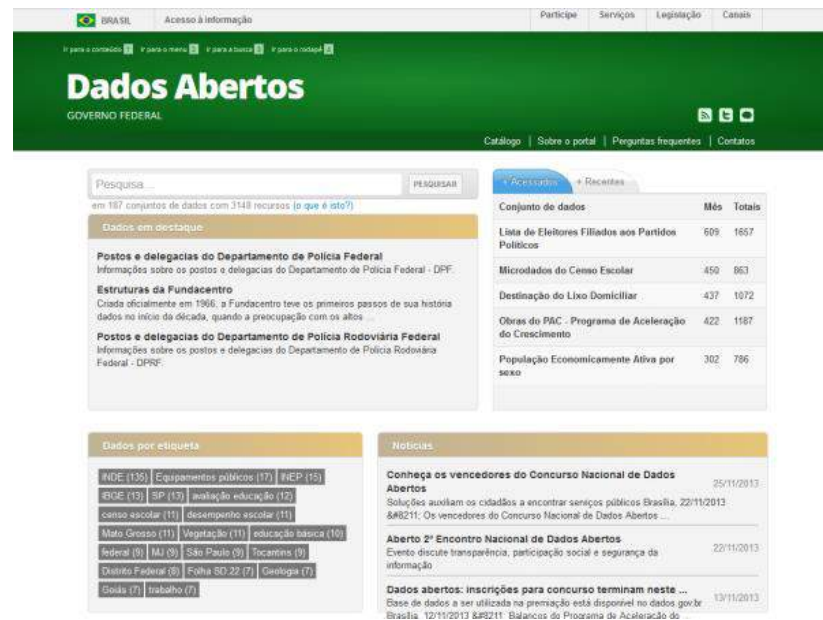 BRASIL Acesso à informação Participe Serviços Legislação Canais
Ir para o conteúdo 1 Ir para o menu 2 Ir para a busca 3 Ir para o rodapé 4
Dados Abertos
GOVERNO FEDERAL
Catálogo | Sobre o portal | Perguntas frequentes | Contatos
Pesquisa ... PESQUISAR
em 187 conjuntos de dados com 3148 recursos (o que é isto?)
Dados em destaque
Postos e delegacias do Departamento de Polícia Federal
Informações sobre os postos e delegacias do Departamento de Polícia Federal - DPF.
Estruturas da Fundacentro
Criada oficialmente em 1966, a Fundacentro teve os primeiros passos de sua história
dados no início da década, quando a preocupação com os altos ...
Postos e delegacias do Departamento de Polícia Rodoviária Federal
Informações sobre os postos e delegacias do Departamento de Polícia Rodoviária
Federal - DPRF.
+ Acessados + Recentes
Conjunto de dados Mês Totais
Lista de Eleitores Filiados aos Partidos 609 1657
Políticos
Microdados do Censo Escolar 450 863
Destinação do Lixo Domiciliar 437 1072
Obras do PAC - Programa de Aceleração 422 1187
do Crescimento
População Economicamente Ativa por 302 786
sexo
Dados por etiqueta
INDE (135) Equipamentos públicos (17) INEP (15)
IBGE (13) SP (13) avaliação educação (12)
censo escolar (11) desempenho escolar (11)
Mato Grosso (11) Vegetação (11) educação básica (10)
federal (9) MJ (9) São Paulo (9) Tocantins (9)
Distrito Federal (8) Folha SD.22 (7) Geologia (7)
Goiás (7) trabalho (7)
Notícias
Conheça os vencedores do Concurso Nacional de Dados
Abertos 25/11/2013
Soluções auxiliam os cidadãos a encontrar serviços públicos Brasília, 22/11/2013
&#8211; Os vencedores do Concurso Nacional de Dados Abertos ...
Aberto 2º Encontro Nacional de Dados Abertos
Evento discute transparência, participação social e segurança da 22/11/2013
informação
Dados abertos: inscrições para concurso terminam neste ...
Base de dados a ser utilizada na premiação está disponível no dados.gov.br 13/11/2013
Brasília, 12/11/2013 &#8211; Balanços do Programa de Aceleração do ...